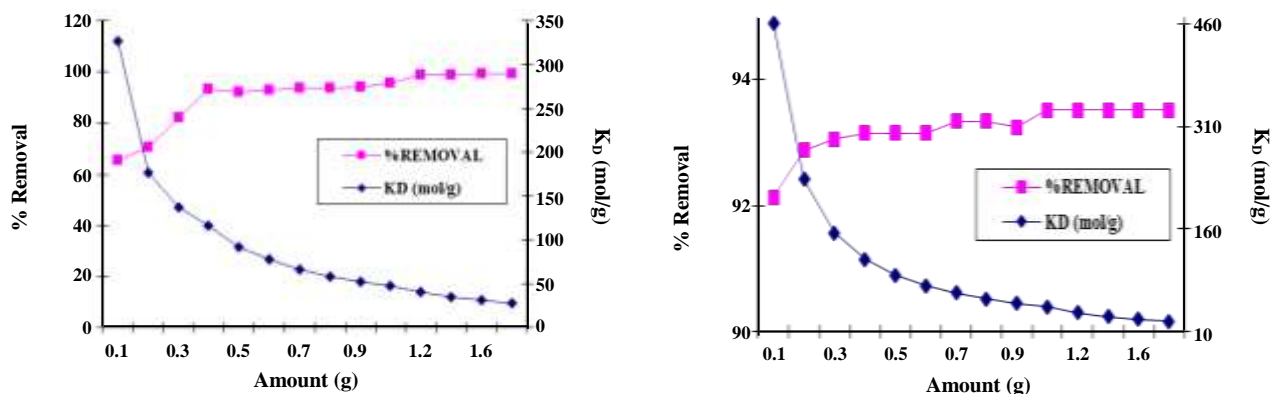 120
100
80
60
40
20
0
% Removal
350
300
250
200
150
100
50
0
K_D (mol/g)
%REMOVAL
KD (mol/g)
0.1 0.3 0.5 0.7 0.9 1.2 1.6
Amount (g)
94
92
90
% Removal
460
310
160
10
K_D (mol/g)
%REMOVAL
KD (mol/g)
0.1 0.3 0.5 0.7 0.9 1.2 1.6
Amount (g)